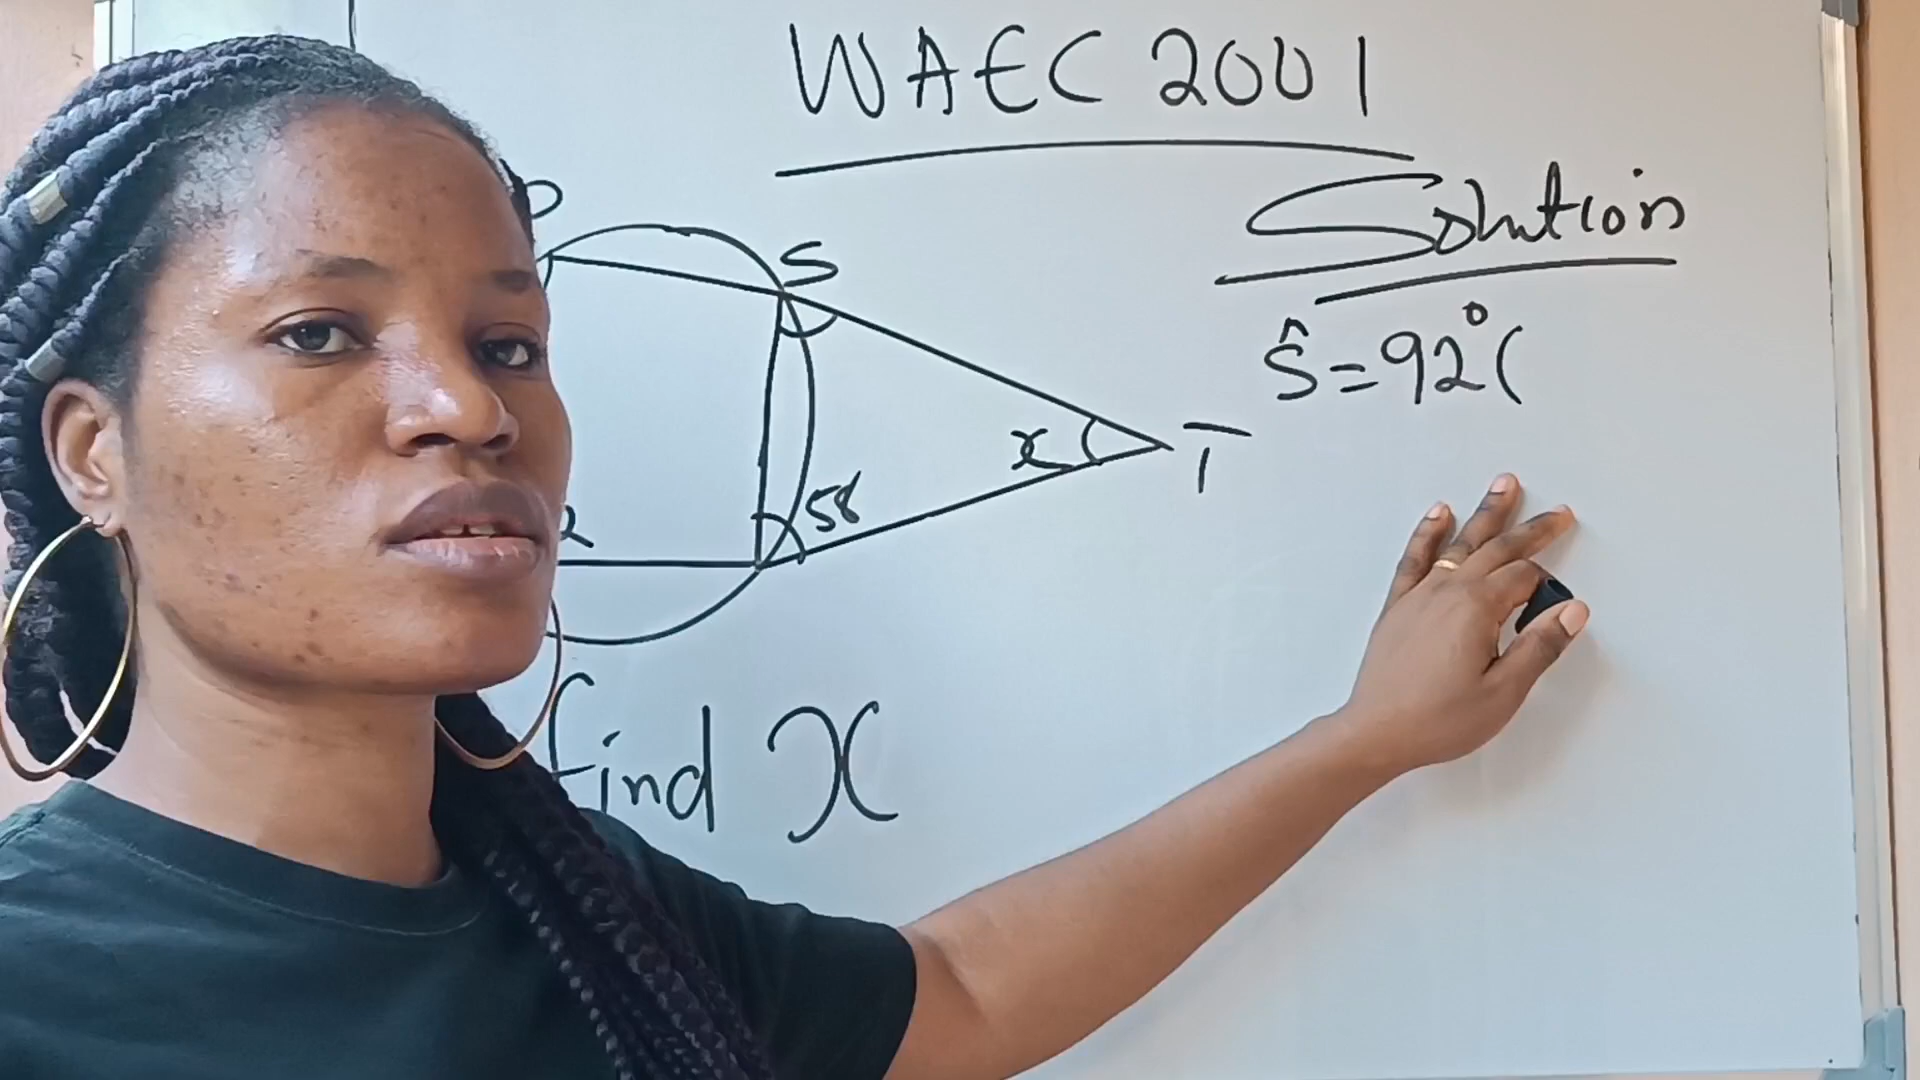 WAEC 2001
Solution
P
S
Ŝ = 92° (
x
T
58
find x